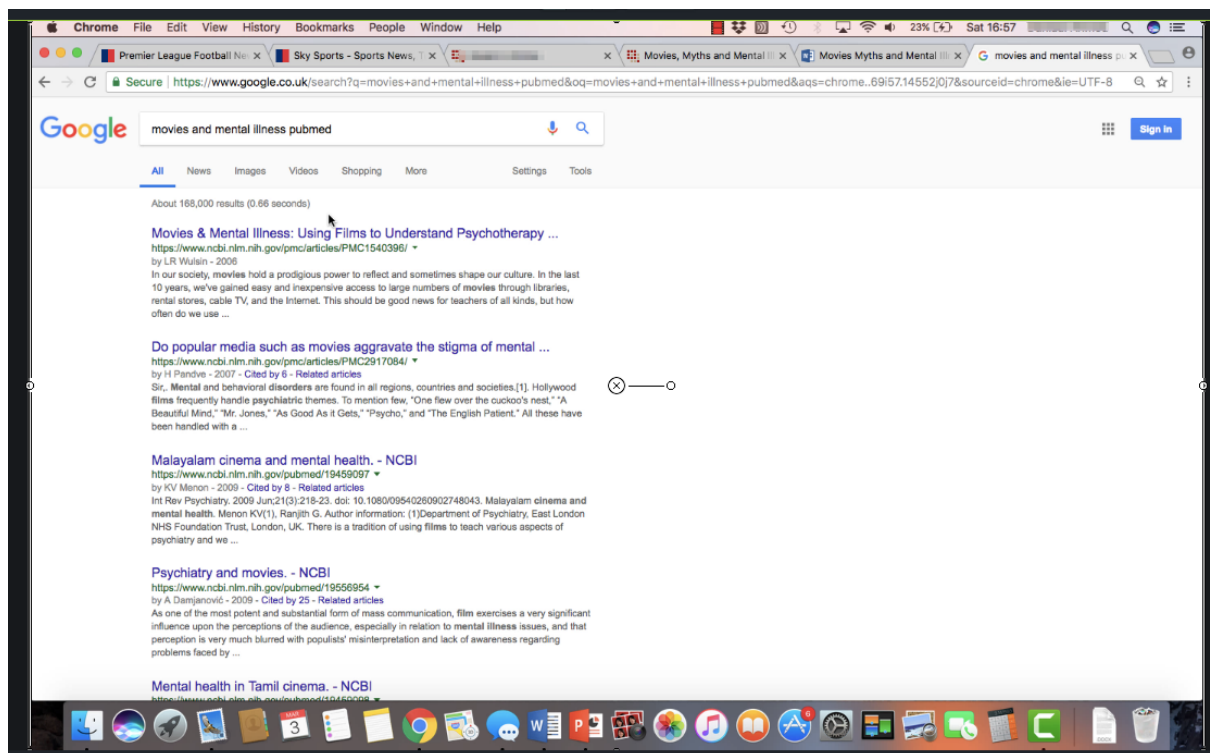 Chrome File Edit View History Bookmarks People Window Help 23% Sat 16:57
Premier League Football Ne Sky Sports - Sports News, T Movies, Myths and Mental Ill Movies Myths and Mental Ill movies and mental illness pu
Secure https://www.google.co.uk/search?q=movies+and+mental+illness+pubmed&oq=movies+and+mental+illness+pubmed&aqs=chrome..69i57.14552j0j7&sourceid=chrome&ie=UTF-8
Google movies and mental illness pubmed Sign in
All News Images Videos Shopping More Settings Tools
About 168,000 results (0.66 seconds)
Movies & Mental Illness: Using Films to Understand Psychotherapy ...
https://www.ncbi.nlm.nih.gov/pmc/articles/PMC1540396/
by LR Wulsin - 2006
In our society, movies hold a prodigious power to reflect and sometimes shape our culture. In the last
10 years, we've gained easy and inexpensive access to large numbers of movies through libraries,
rental stores, cable TV, and the Internet. This should be good news for teachers of all kinds, but how
often do we use ...
Do popular media such as movies aggravate the stigma of mental ...
https://www.ncbi.nlm.nih.gov/pmc/articles/PMC2917084/
by H Pandve - 2007 - Cited by 6 - Related articles
Sir,. Mental and behavioral disorders are found in all regions, countries and societies.[1]. Hollywood
films frequently handle psychiatric themes. To mention few, "One flew over the cuckoo's nest," "A
Beautiful Mind," "Mr. Jones," "As Good As it Gets," "Psycho," and "The English Patient." All these have
been handled with a ...
Malayalam cinema and mental health. - NCBI
https://www.ncbi.nlm.nih.gov/pubmed/19459097
by KV Menon - 2009 - Cited by 8 - Related articles
Int Rev Psychiatry. 2009 Jun;21(3):218-23. doi: 10.1080/09540260902748043. Malayalam cinema and
mental health. Menon KV(1), Ranjith G. Author information: (1)Department of Psychiatry, East London
NHS Foundation Trust, London, UK. There is a tradition of using films to teach various aspects of
psychiatry and we ...
Psychiatry and movies. - NCBI
https://www.ncbi.nlm.nih.gov/pubmed/19556954
by A Damjanović - 2009 - Cited by 25 - Related articles
As one of the most potent and substantial form of mass communication, film exercises a very significant
influence upon the perceptions of the audience, especially in relation to mental illness issues, and that
perception is very much blurred with populists' misinterpretation and lack of awareness regarding
problems faced by ...
Mental health in Tamil cinema. - NCBI
https://www.ncbi.nlm.nih.gov/pubmed/19459098
MAR
3